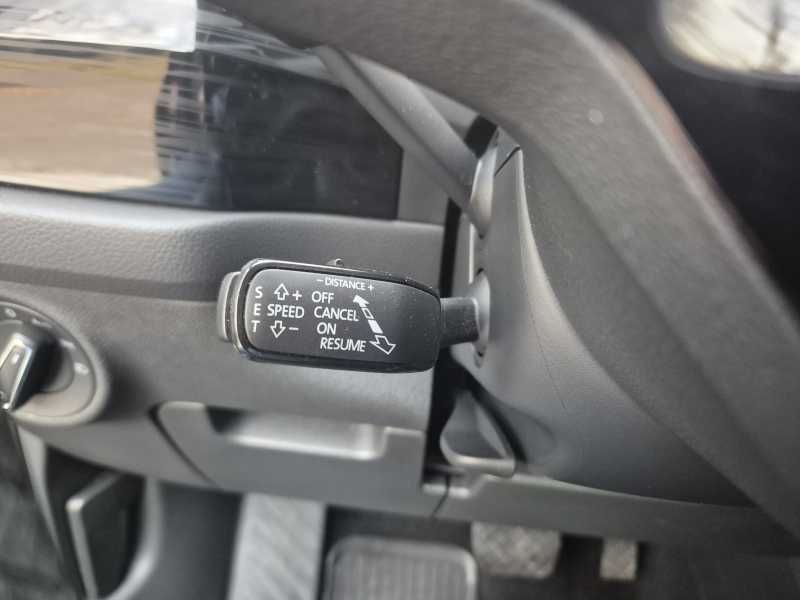 - DISTANCE +
S + OFF
E SPEED CANCEL
T - ON
RESUME